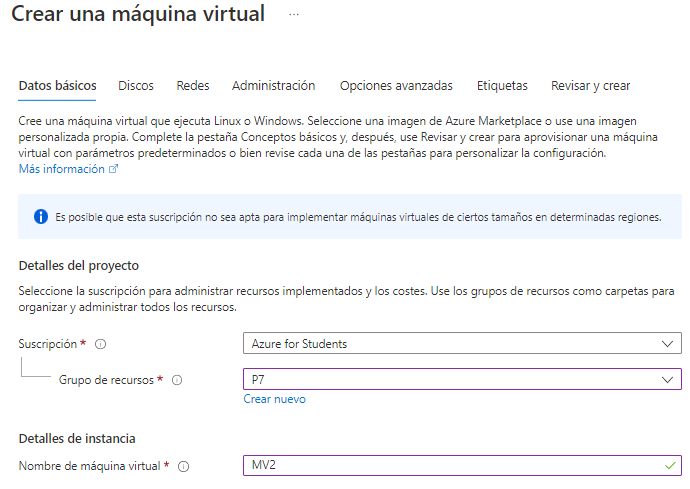 Crear una máquina virtual ...
Datos básicos Discos Redes Administración Opciones avanzadas Etiquetas Revisar y crear
Cree una máquina virtual que ejecuta Linux o Windows. Seleccione una imagen de Azure Marketplace o use una imagen
personalizada propia. Complete la pestaña Conceptos básicos y, después, use Revisar y crear para aprovisionar una máquina
virtual con parámetros predeterminados o bien revise cada una de las pestañas para personalizar la configuración.
Más información
Es posible que esta suscripción no sea apta para implementar máquinas virtuales de ciertos tamaños en determinadas regiones.
Detalles del proyecto
Seleccione la suscripción para administrar recursos implementados y los costes. Use los grupos de recursos como carpetas para
organizar y administrar todos los recursos.
Suscripción * Azure for Students
Grupo de recursos * P7
Crear nuevo
Detalles de instancia
Nombre de máquina virtual * MV2